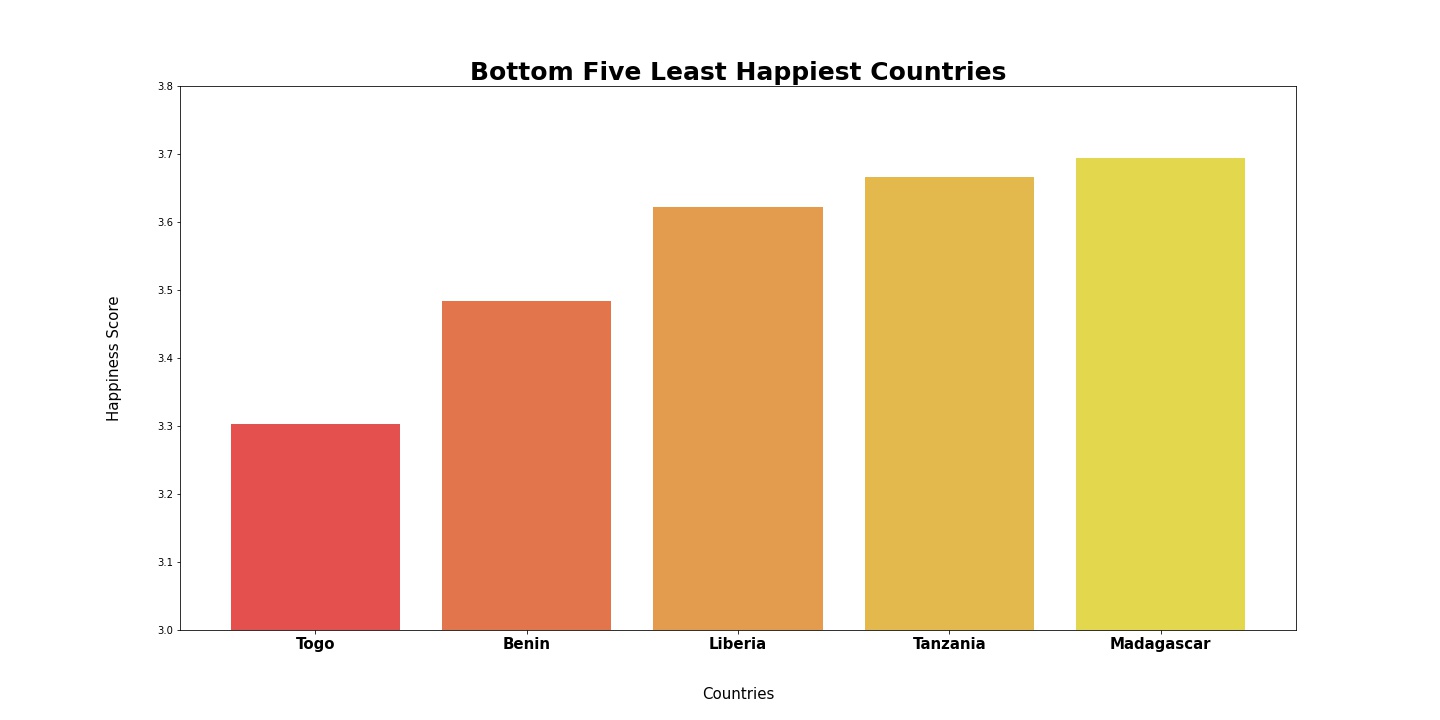 Bottom Five Least Happiest Countries
3.8
3.7
3.6
3.5
3.4
3.3
3.2
3.1
3.0
Happiness Score
Togo Benin Liberia Tanzania Madagascar
Countries